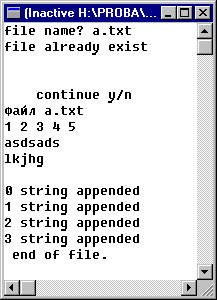 (Inactive H:\PROBA\...
file name? a.txt
file already exist
continue y/n
файл a.txt
1 2 3 4 5
asdsads
lkjhg
0 string appended
1 string appended
2 string appended
3 string appended
end of file.